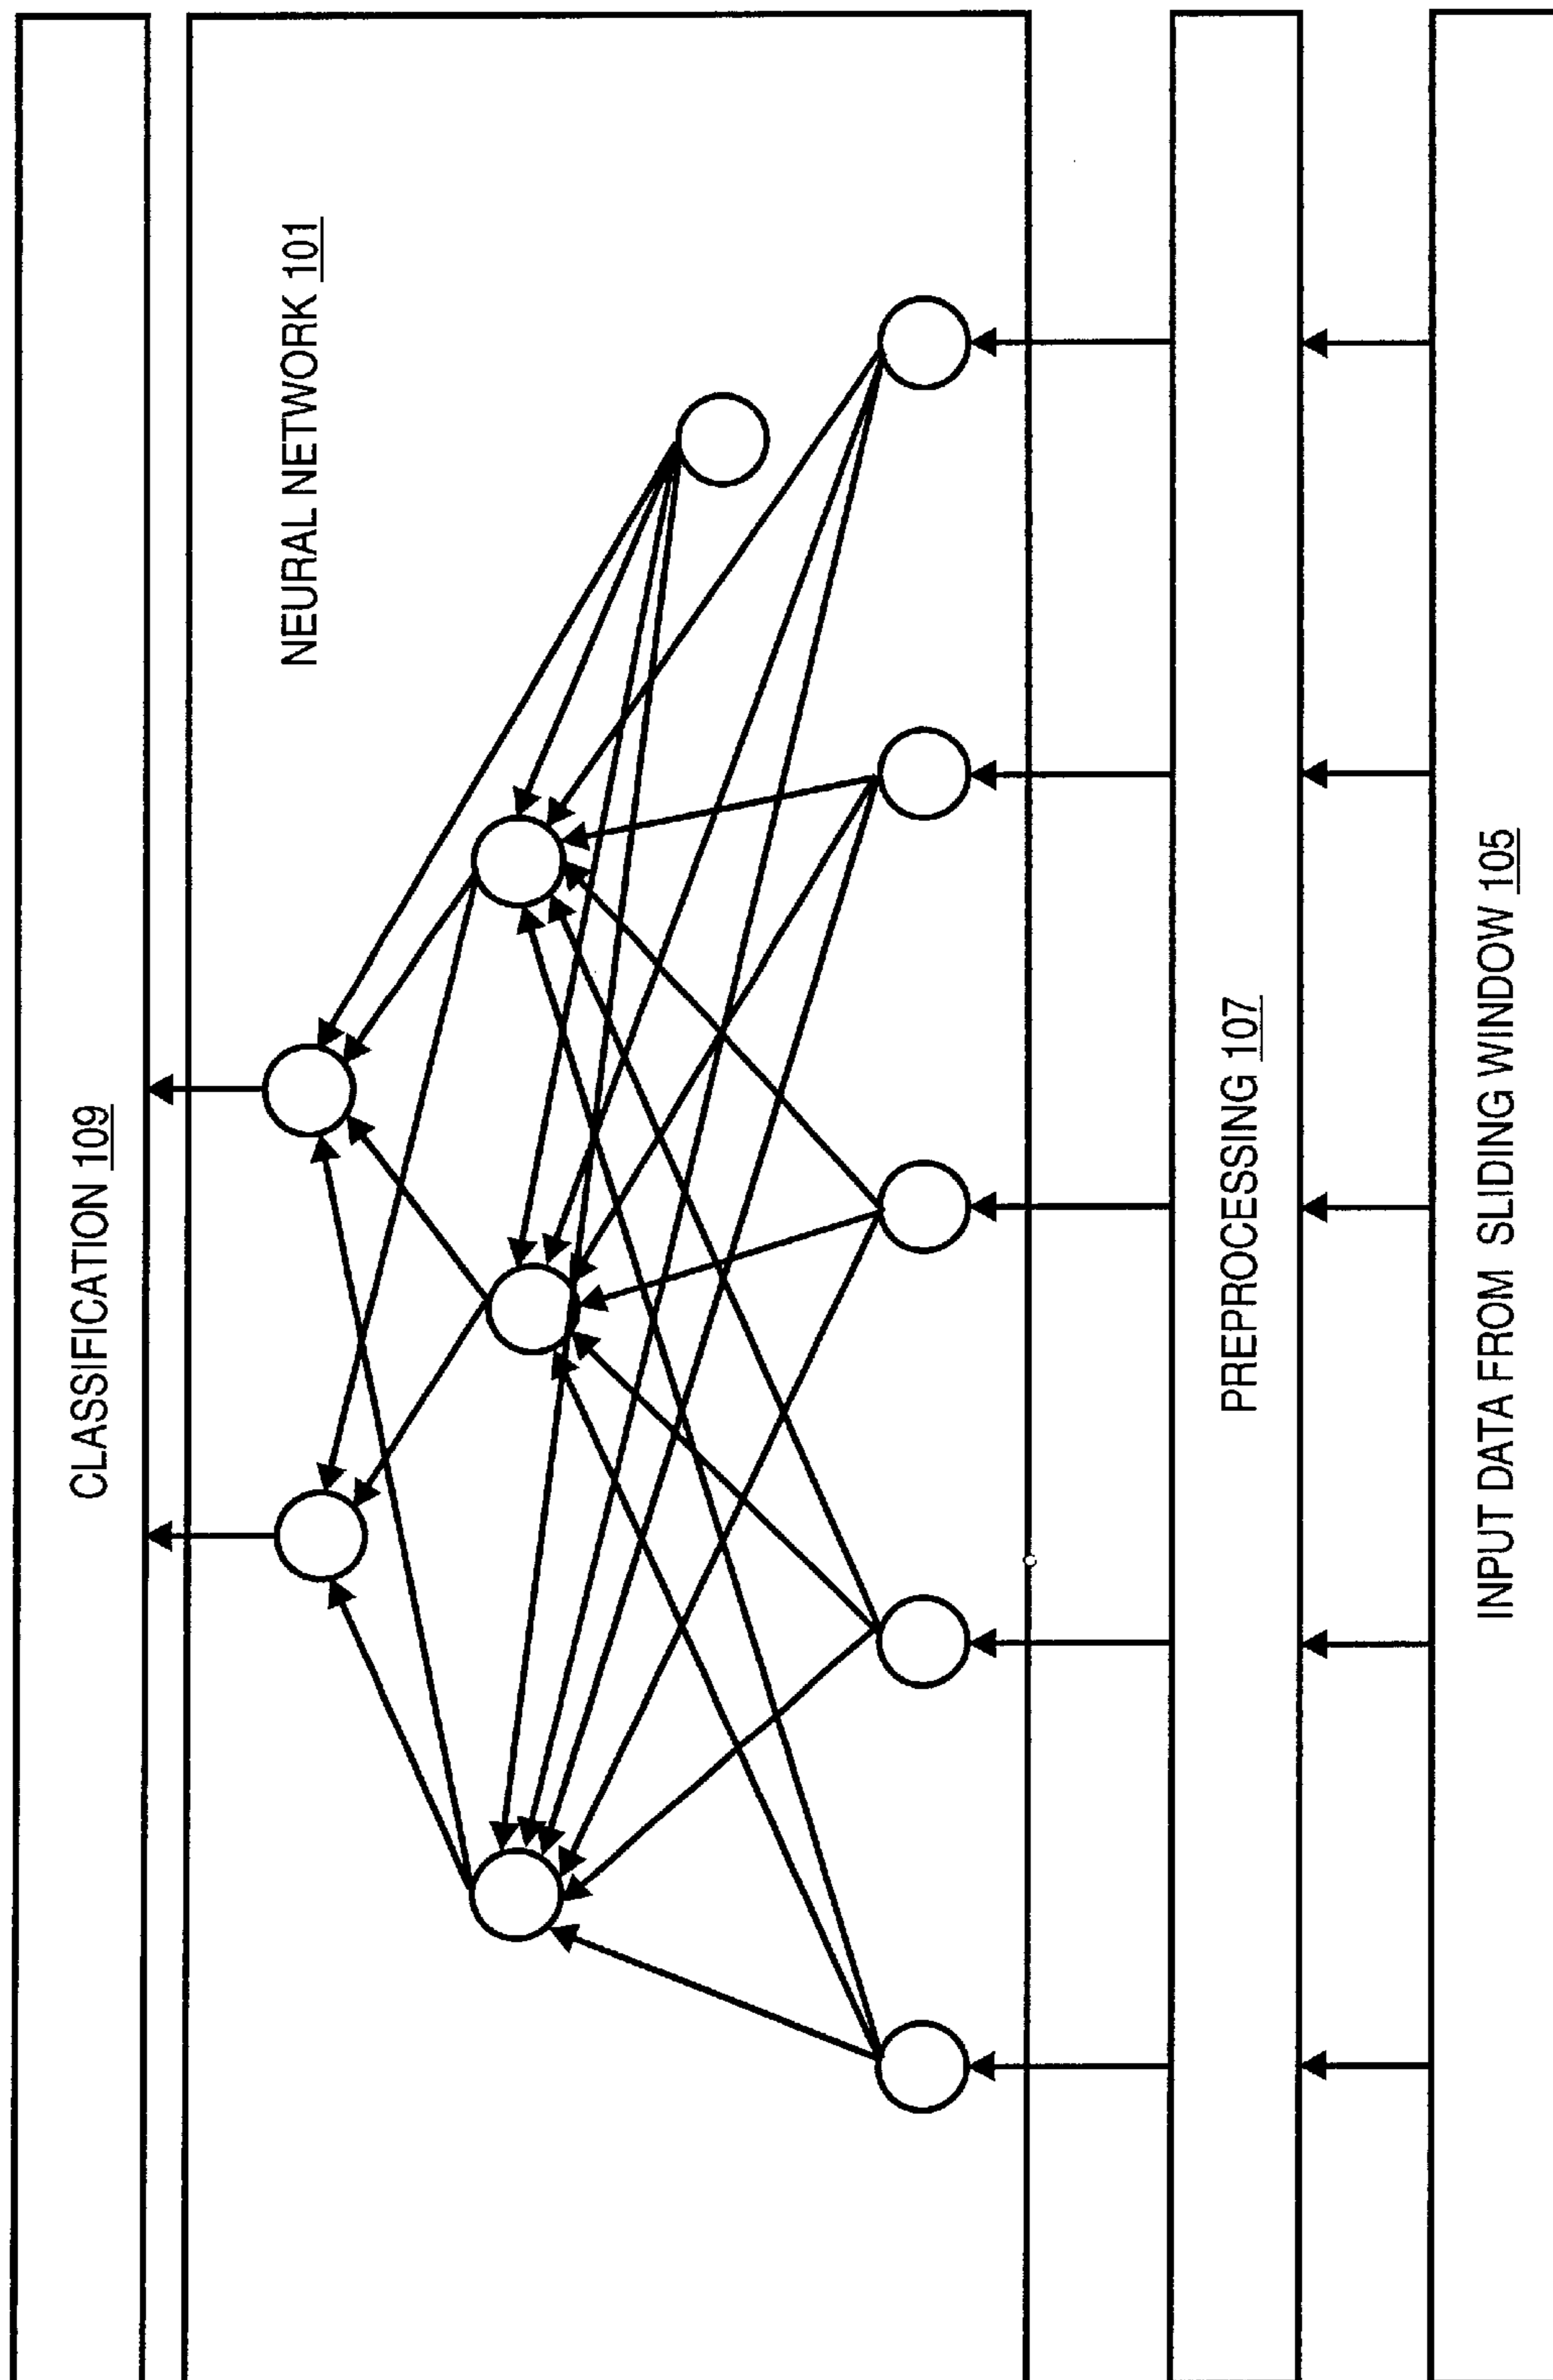 CLASSIFICATION 109
NEURAL NETWORK 101
PREPROCESSING 107
INPUT DATA FROM SLIDING WINDOW 105